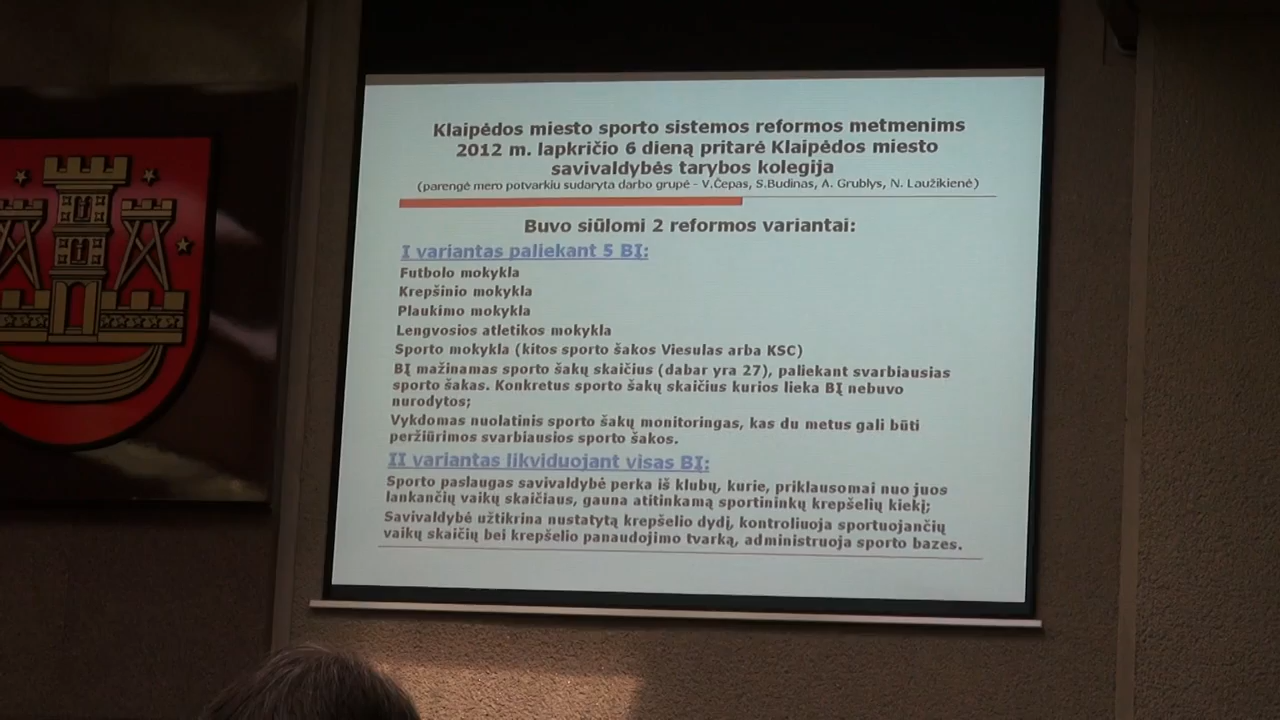 Klaipėdos miesto sporto sistemos reformos metmenims
2012 m. lapkričio 6 dieną pritarė Klaipėdos miesto
savivaldybės tarybos kolegija
(parengė mero potvarkiu sudaryta darbo grupė - V.Čepas, S.Budinas, A. Grublys, N. Laužikienė)
Buvo siūlomi 2 reformos variantai:
I variantas paliekant 5 BĮ:
Futbolo mokykla
Krepšinio mokykla
Plaukimo mokykla
Lengvosios atletikos mokykla
Sporto mokykla (kitos sporto šakos Viesulas arba KSC)
BĮ mažinamas sporto šakų skaičius (dabar yra 27), paliekant svarbiausias
sporto šakas. Konkretus sporto šakų skaičius kurios lieka BĮ nebuvo
nurodytos;
Vykdomas nuolatinis sporto šakų monitoringas, kas du metus gali būti
peržiūrimos svarbiausios sporto šakos.
II variantas likviduojant visas BĮ:
Sporto paslaugas savivaldybė perka iš klubų, kurie, priklausomai nuo juos
lankančių vaikų skaičiaus, gauna atitinkamą sportininkų krepšelių kiekį;
Savivaldybė užtikrina nustatytą krepšelio dydį, kontroliuoja sportuojančių
vaikų skaičių bei krepšelio panaudojimo tvarką, administruoja sporto bazes.